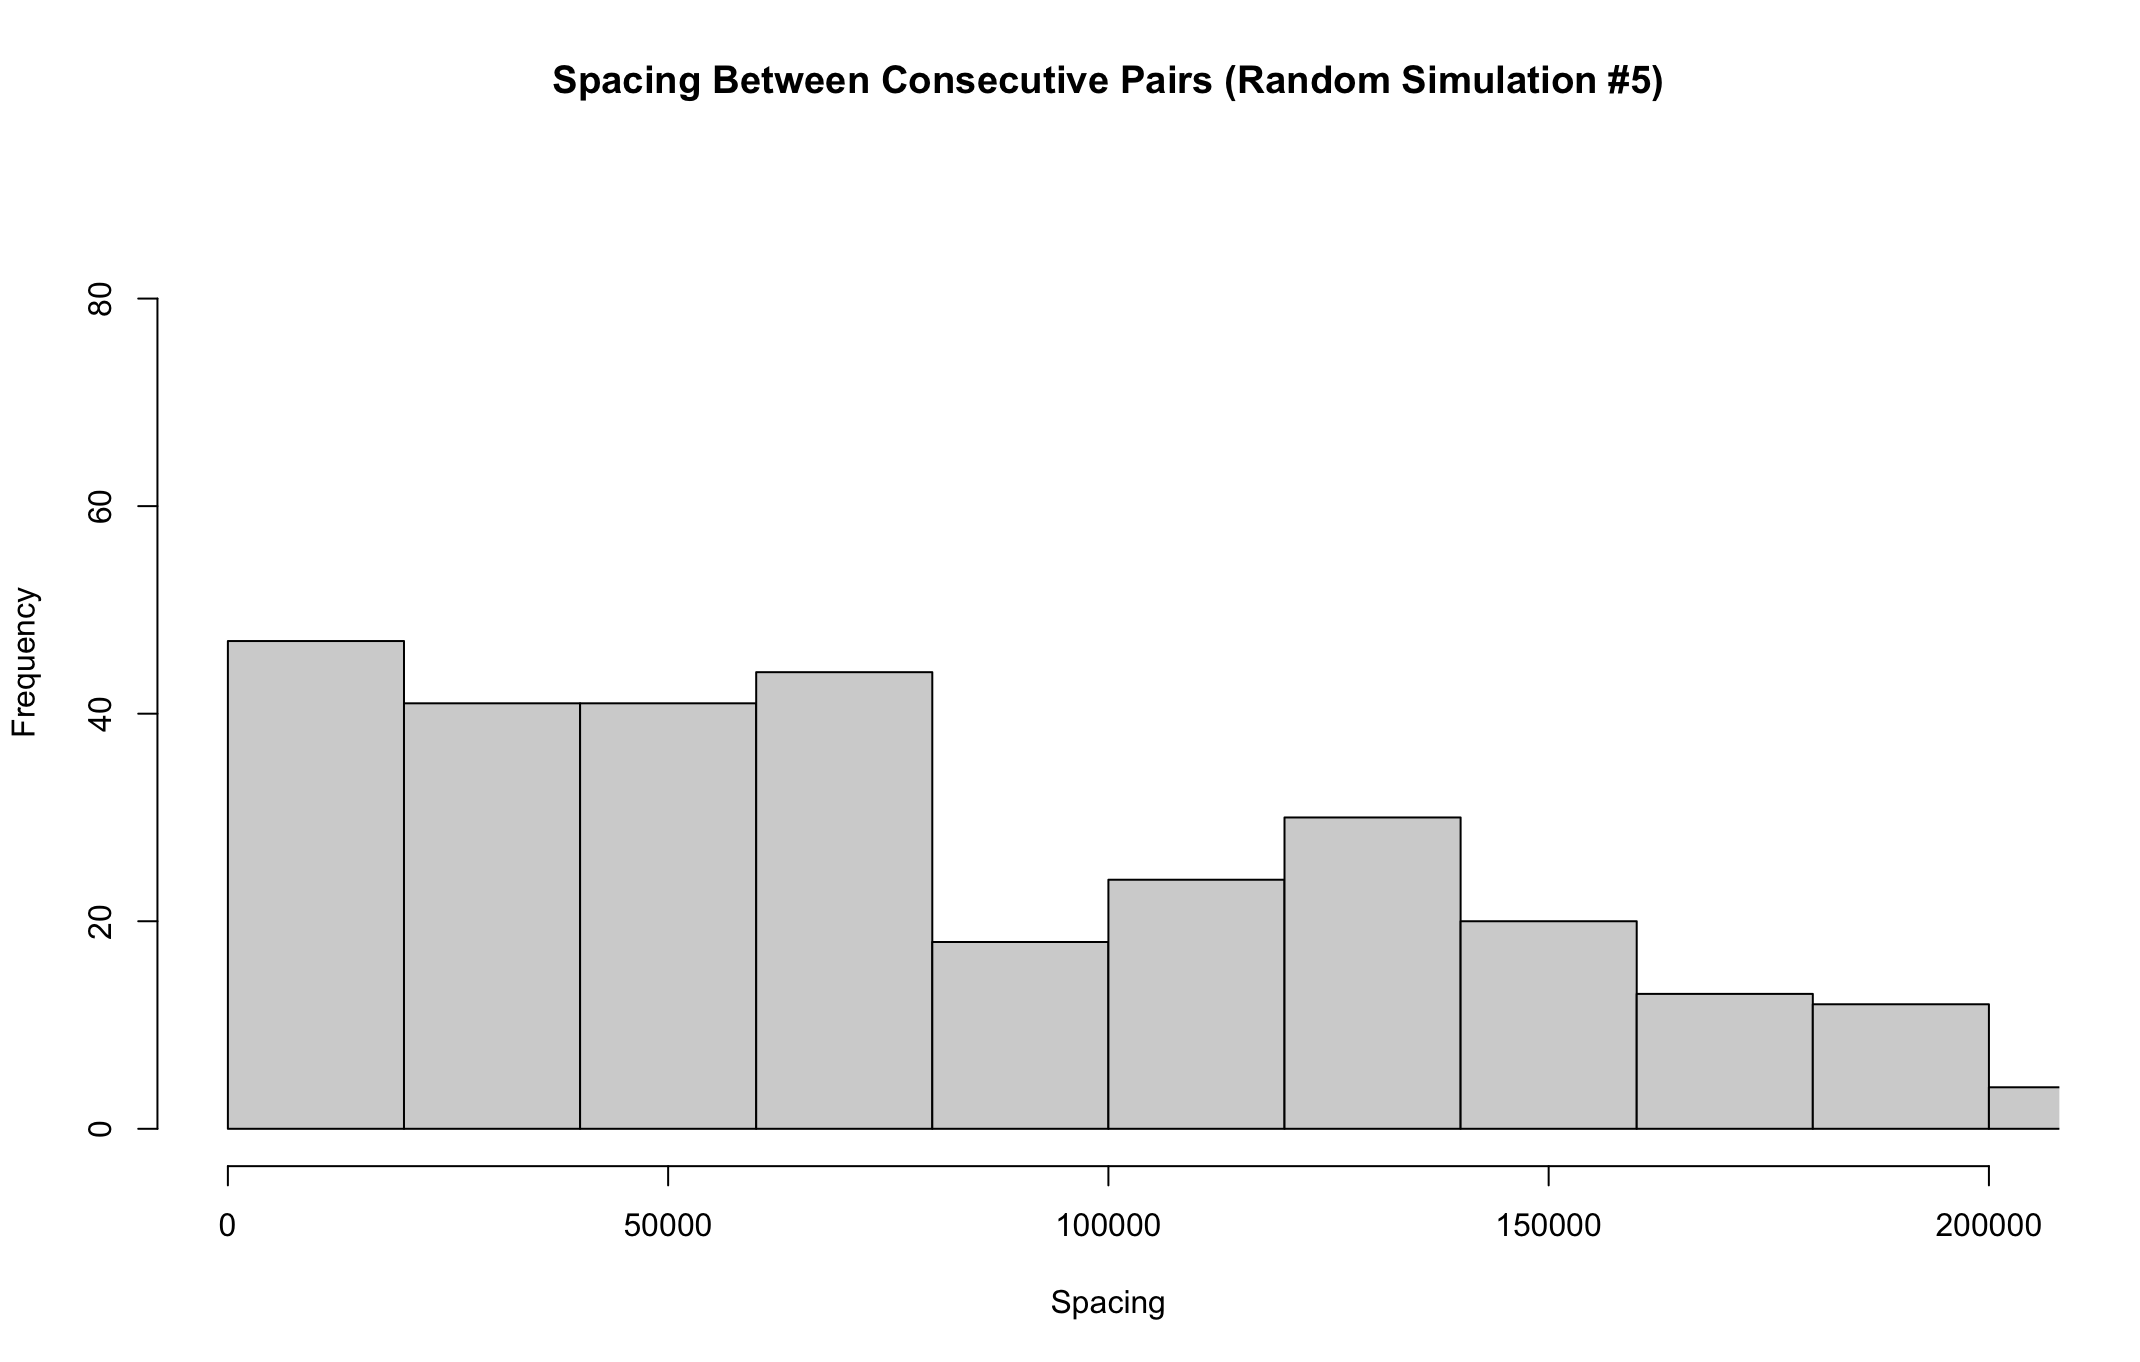 Spacing Between Consecutive Pairs (Random Simulation #5)
Frequency
80
60
40
20
0
0 50000 100000 150000 200000
Spacing